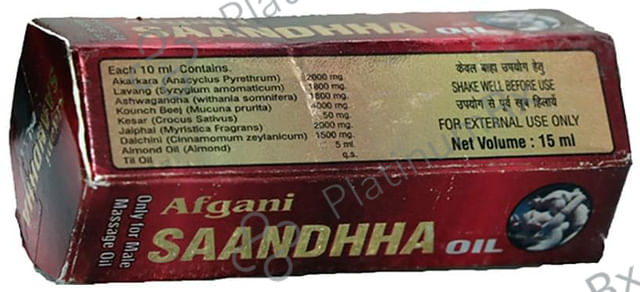 SAANDHHA OIL
Each 10 ml. Contains.
Akarkara (Anacyclus Pyrethrum) 2000 mg.
Lavang (Syzygium amomaticum) 1800 mg.
Ashwagandha (withania somnifera) 1800 mg.
Kounch Beej (Mucuna prurita) 4000 mg.
Kesar (Crocus Sativus) 50 mg.
Jaiphal (Myristica Fragrans) 2000 mg.
Dalchini (Cinnamomum zeylanicum) 1500 mg.
Almond Oil (Almond) 5 ml.
Til Oil q.s.
केवल बाह्य उपयोग हेतु
SHAKE WELL BEFORE USE
उपयोग से पूर्व खूब हिलायें
FOR EXTERNAL USE ONLY
Net Volume : 15 ml
Afgani
SAANDHHA OIL
Only for Male
Massage Oil